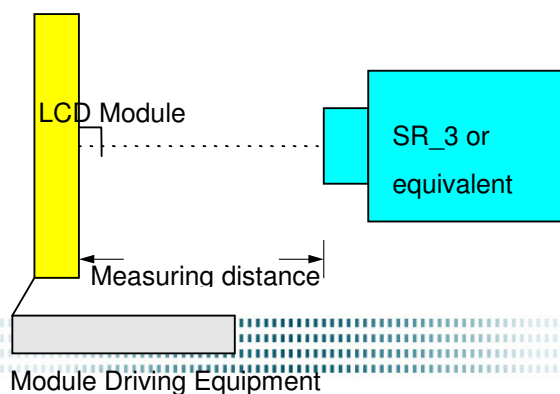 LCD Module
SR_3 or
equivalent
Measuring distance
Module Driving Equipment